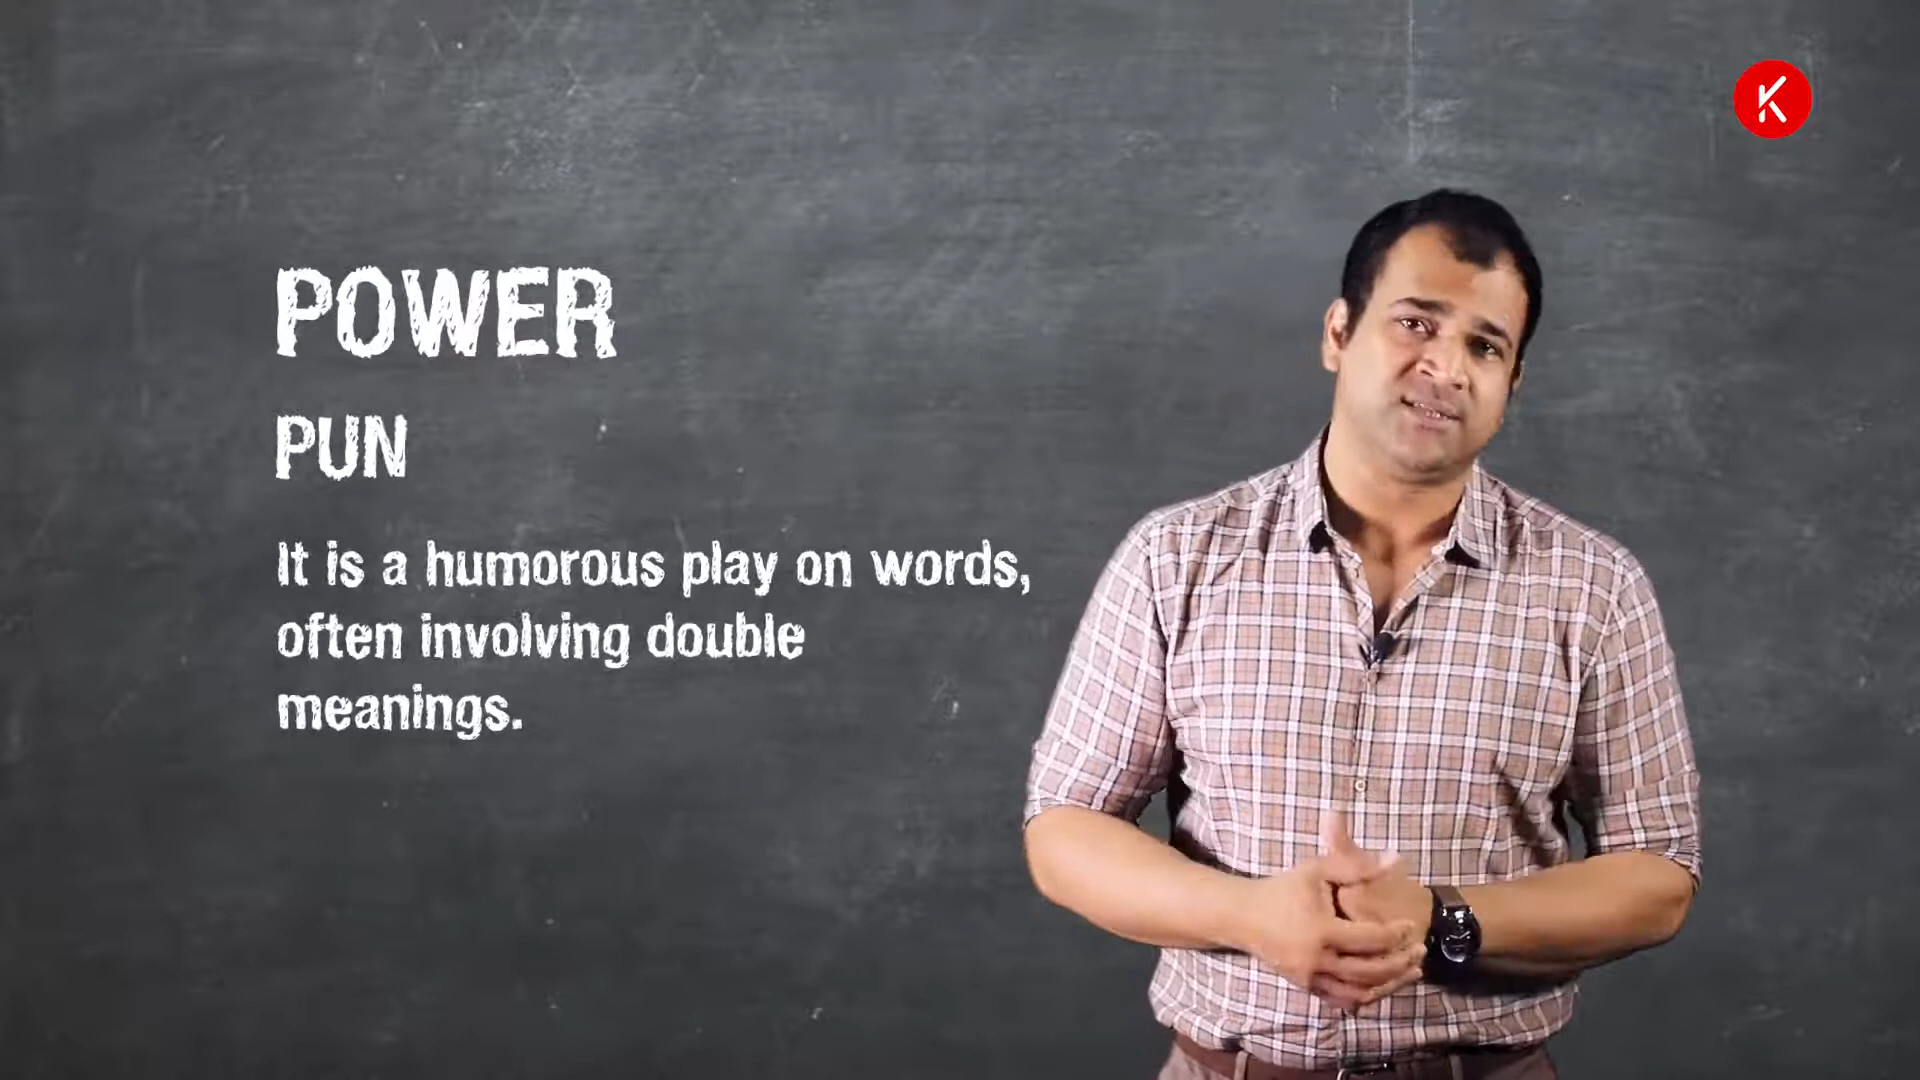 POWER
PUN
It is a humorous play on words,
often involving double
meanings.
K